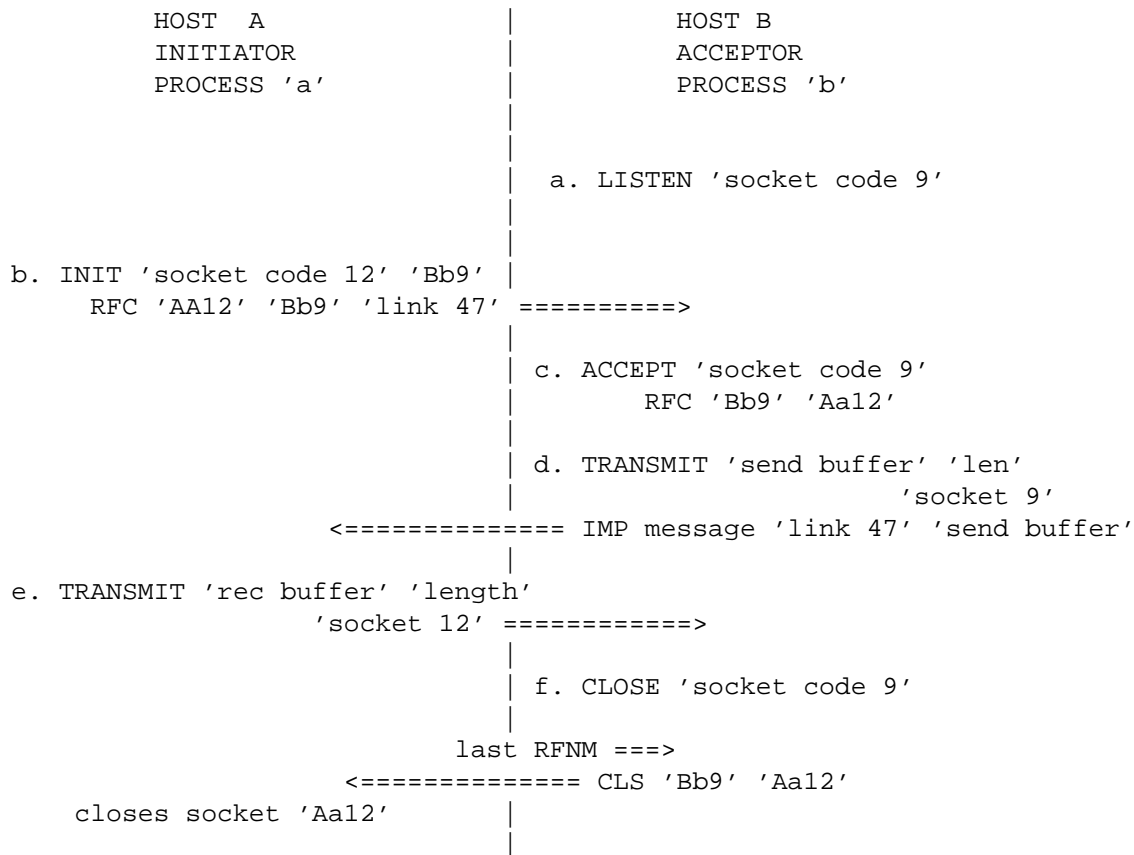 HOST A | HOST B
INITIATOR | ACCEPTOR
PROCESS ’a’ | PROCESS ’b’
|
|
| a. LISTEN ’socket code 9’
|
|
b. INIT ’socket code 12’ ’Bb9’ |
RFC ’AA12’ ’Bb9’ ’link 47’ ==========>
|
| c. ACCEPT ’socket code 9’
| RFC ’Bb9’ ’Aa12’
|
| d. TRANSMIT ’send buffer’ ’len’
| ’socket 9’
<============== IMP message ’link 47’ ’send buffer’
|
e. TRANSMIT ’rec buffer’ ’length’
’socket 12’ ============>
|
| f. CLOSE ’socket code 9’
|
last RFNM ===>
<============== CLS ’Bb9’ ’Aa12’
closes socket ’Aa12’ |
|